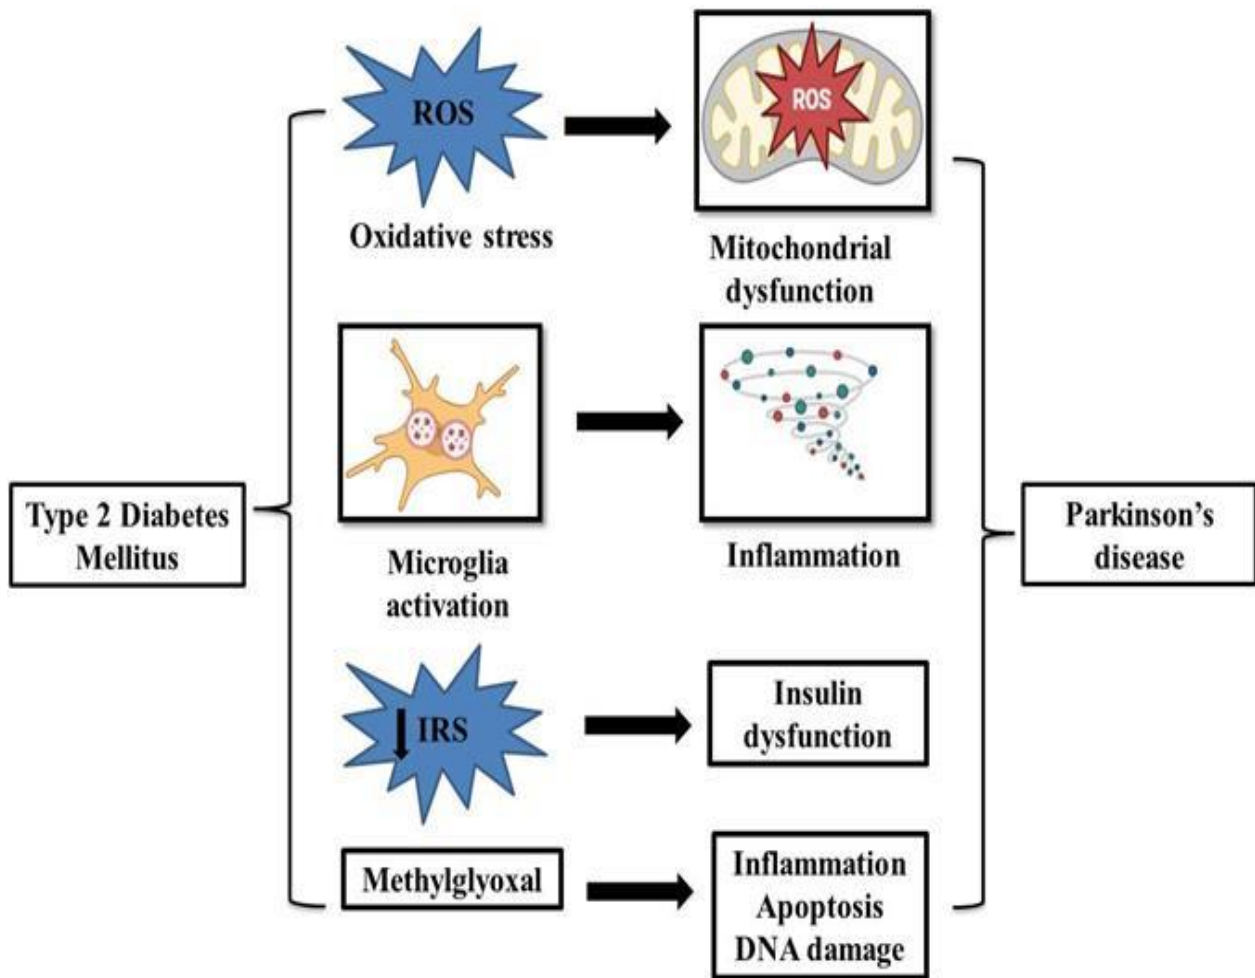 ROS
ROS
Oxidative stress
Mitochondrial
dysfunction
Type 2 Diabetes
Mellitus
Microglia
activation
Inflammation
Parkinson’s
disease
IRS
Insulin
dysfunction
Methylglyoxal
Inflammation
Apoptosis
DNA damage